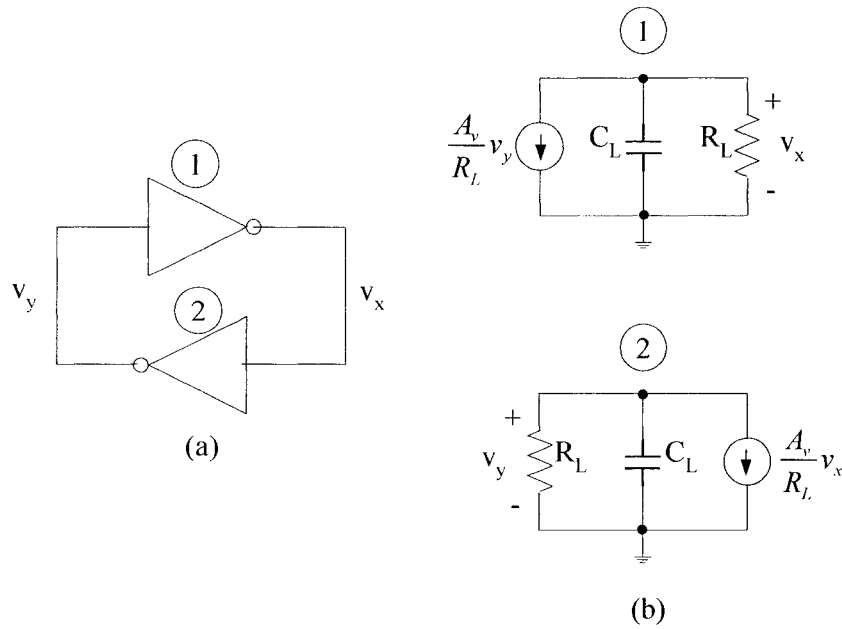 1
v_y
2
v_x
(a)
1
A_v/R_L v_y
C_L
R_L
+
v_x
-
2
+
v_y
-
R_L
C_L
A_v/R_L v_x
(b)